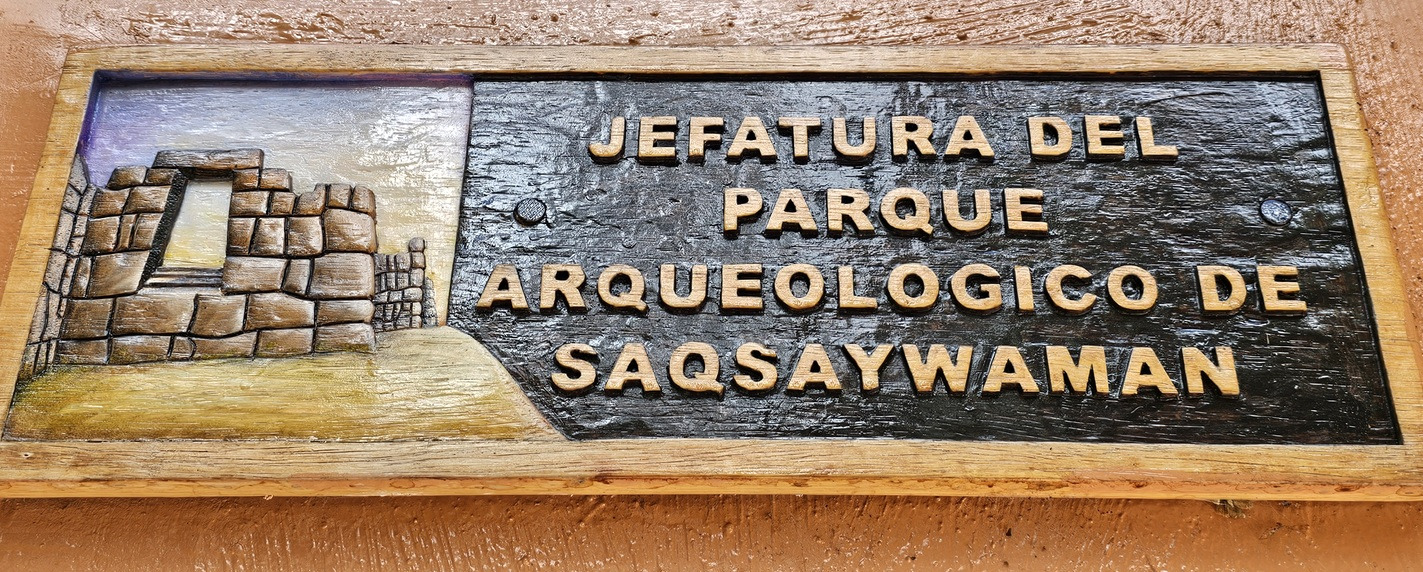 JEFATURA DEL
PARQUE
ARQUEOLOGICO DE
SAQSAYWAMAN